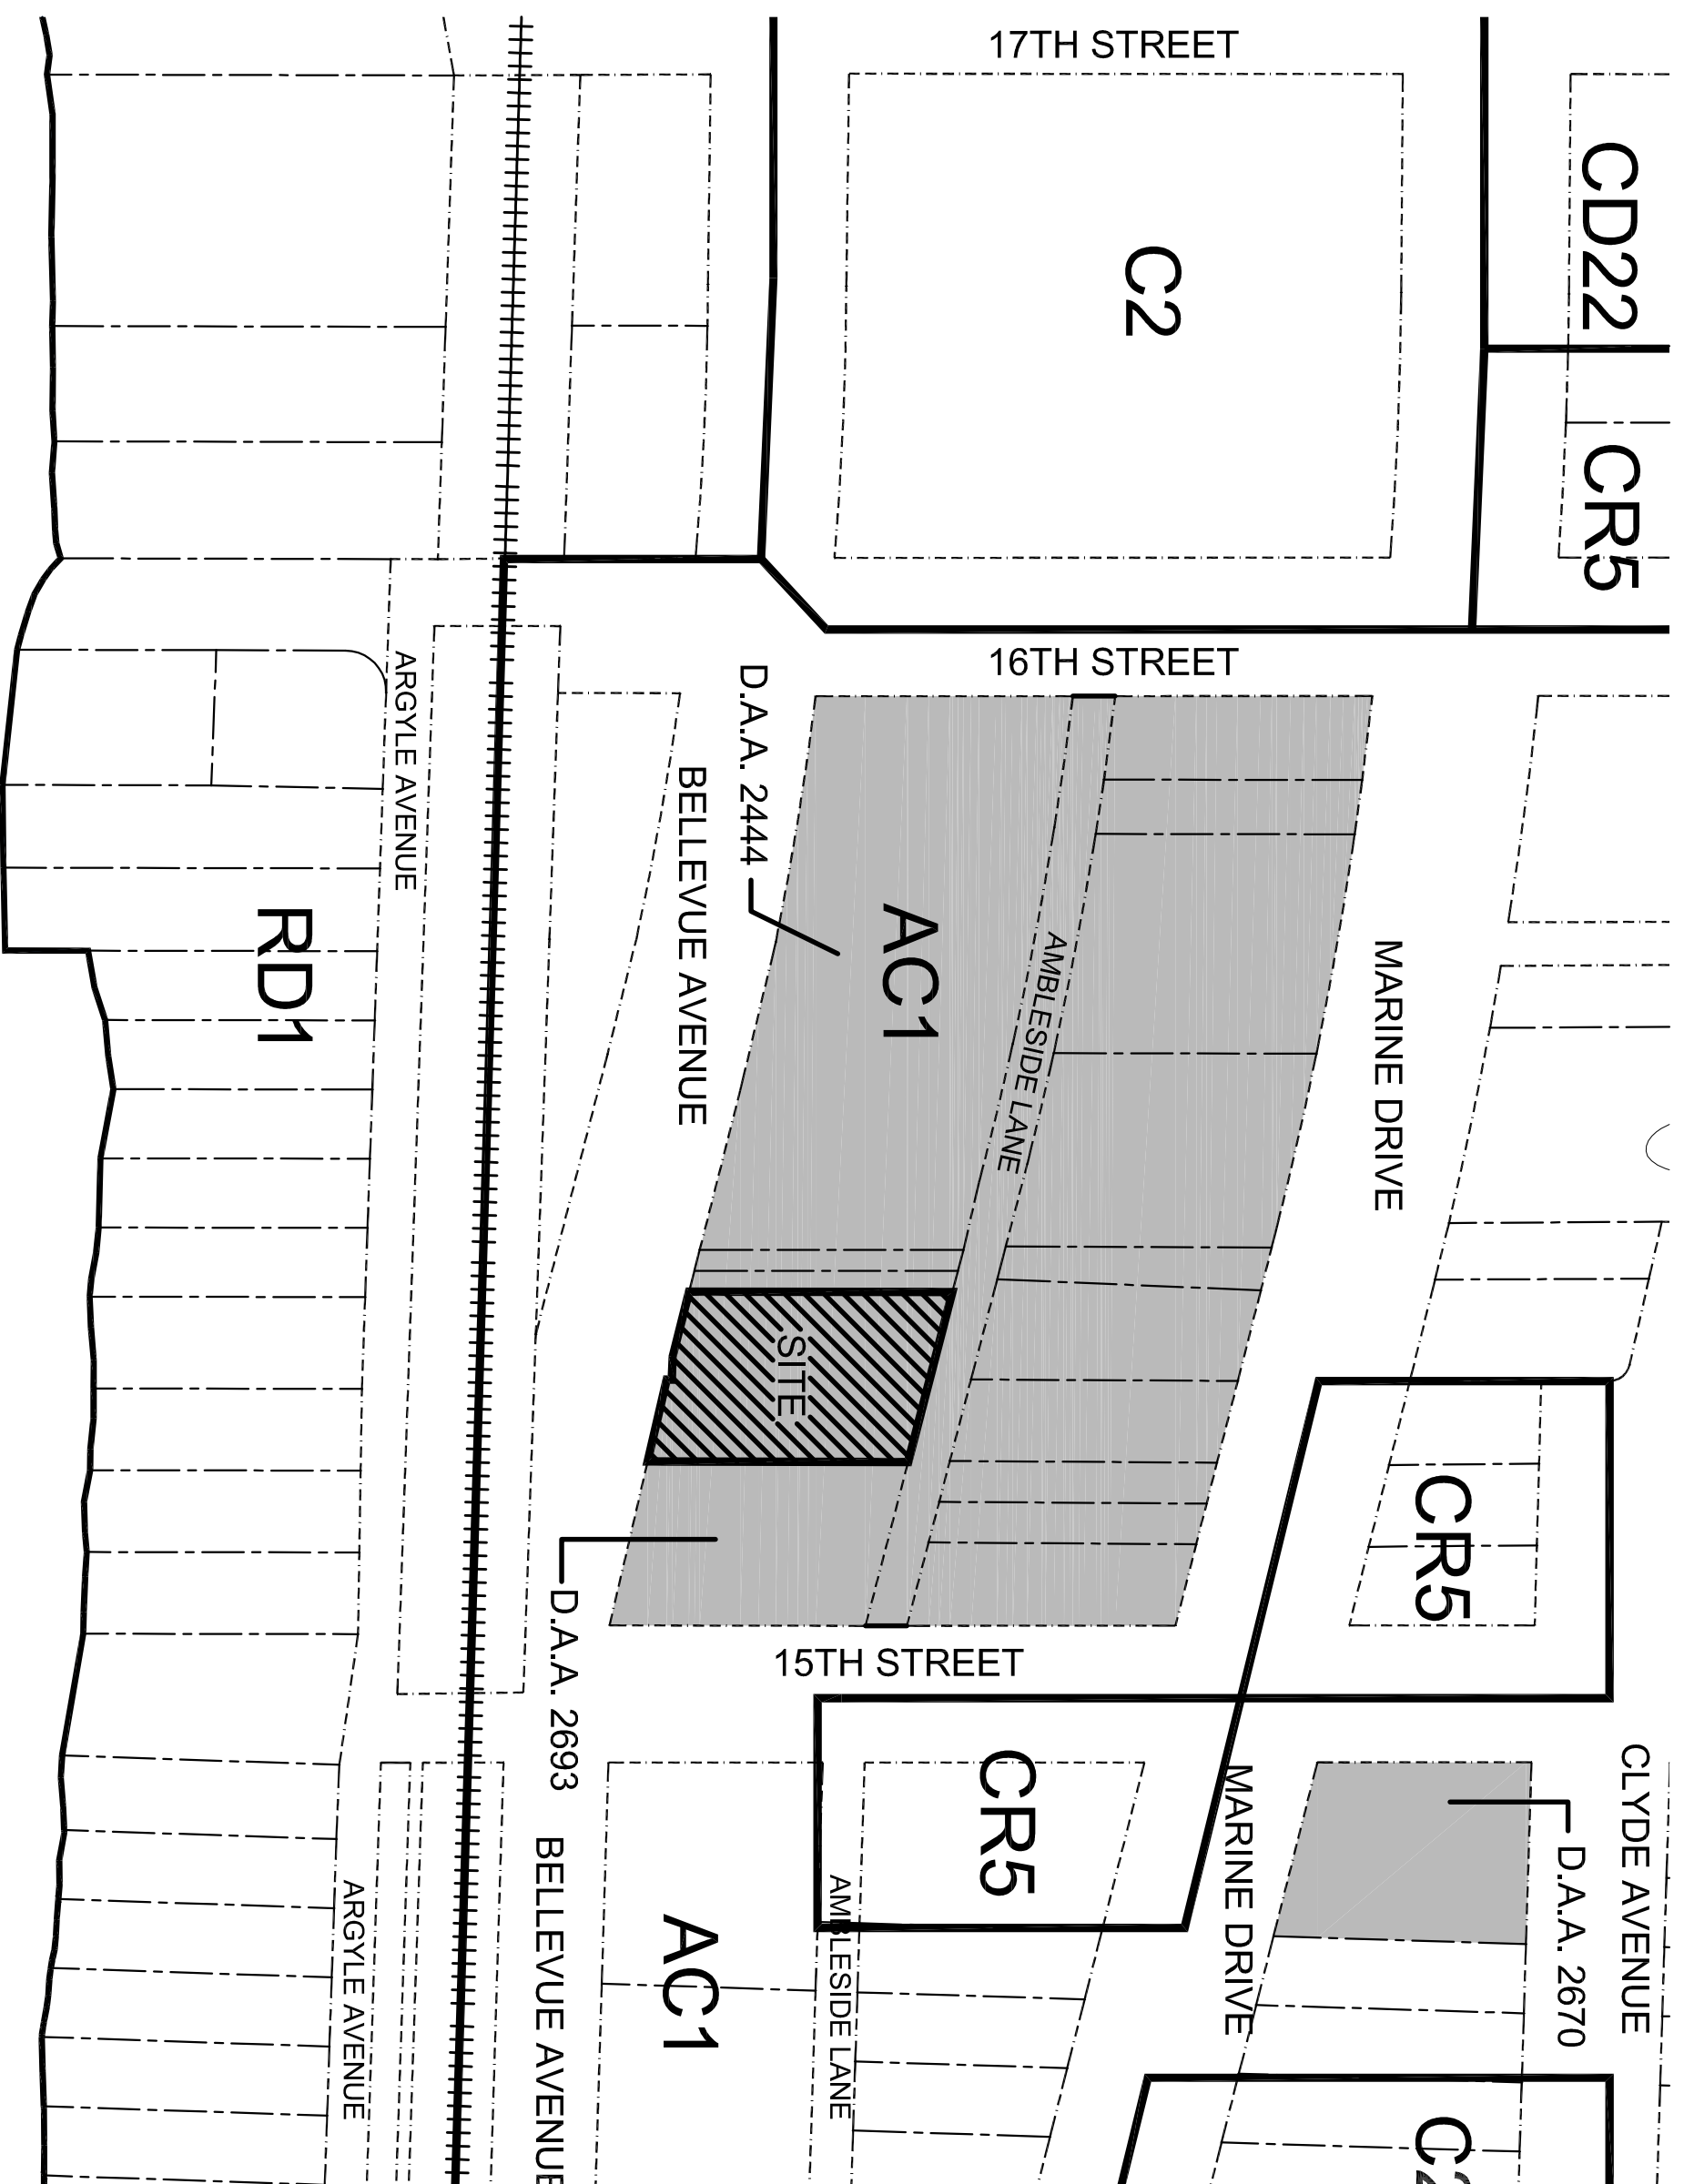 17TH STREET
CD22
C2
CR5
16TH STREET
D.A.A. 2444
ARGYLE AVENUE
BELLEVUE AVENUE
AC1
AMBLESIDE LANE
MARINE DRIVE
RD1
SITE
CR5
15TH STREET
D.A.A. 2693
CR5
MARINE DRIVE
CLYDE AVENUE
D.A.A. 2670
BELLEVUE AVENUE
ARGYLE AVENUE
AC1
AMBLESIDE LANE